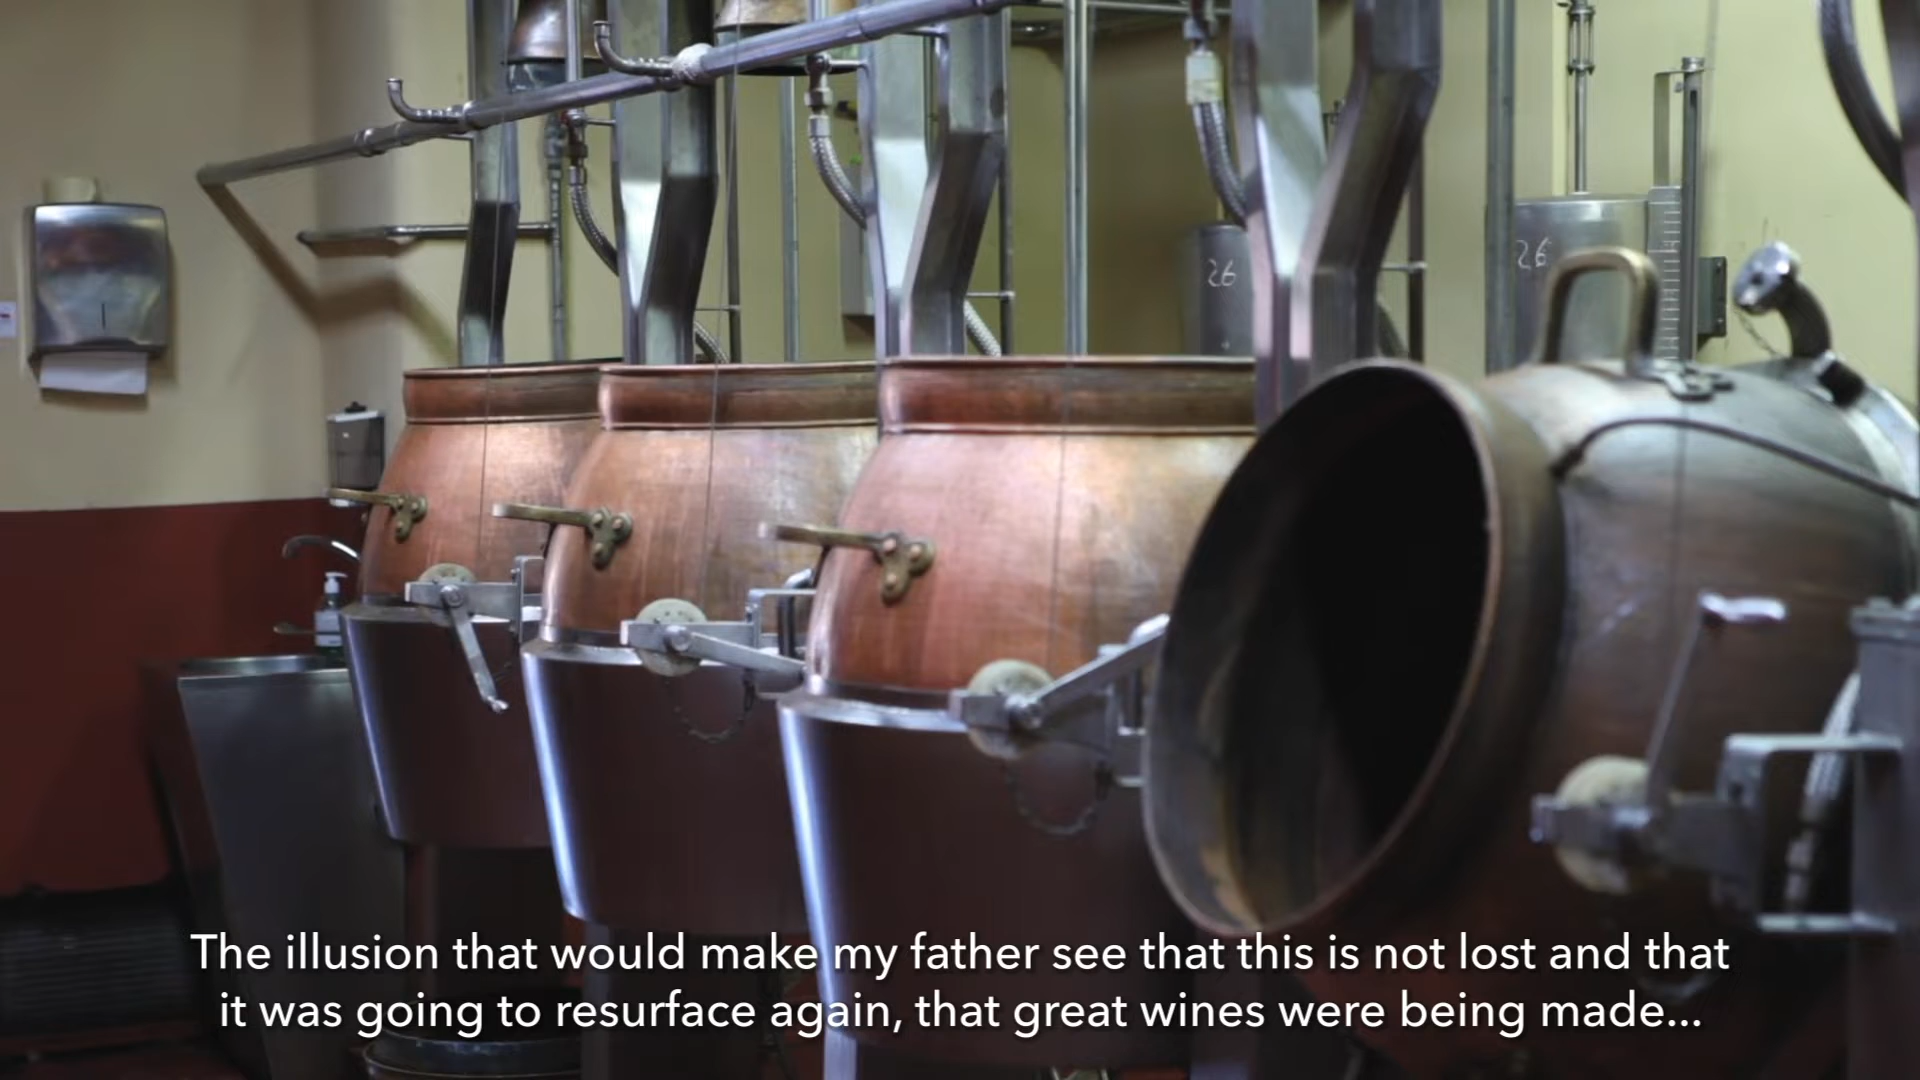 26
26
The illusion that would make my father see that this is not lost and that
it was going to resurface again, that great wines were being made...